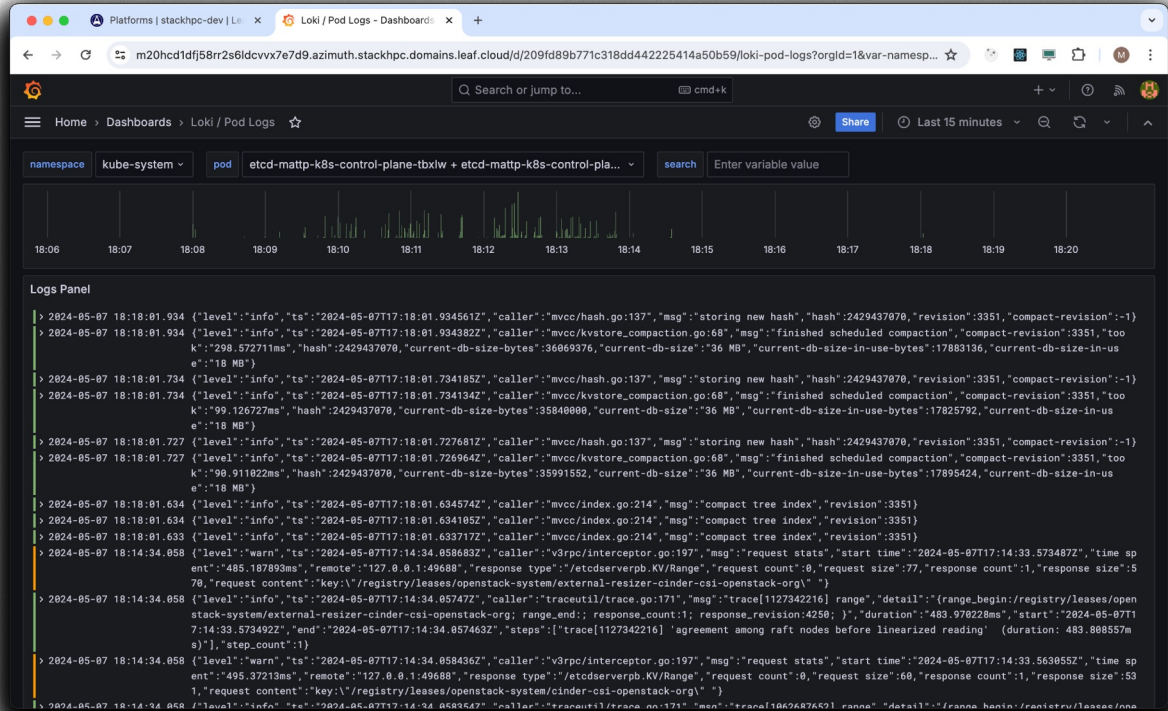 Platforms | stackhpc-dev | Le
Loki / Pod Logs - Dashboards
m20hcd1dfj58rr2s6ldcvvx7e7d9.azimuth.stackhpc.domains.leaf.cloud/d/209fd89b771c318dd442225414a50b59/loki-pod-logs?orgId=1&var-namesp...
M
Search or jump to... cmd+k
Home › Dashboards › Loki / Pod Logs
Share
Last 15 minutes
namespace kube-system pod etcd-mattp-k8s-control-plane-tbxlw + etcd-mattp-k8s-control-pla... search Enter variable value
18:06 18:07 18:08 18:09 18:10 18:11 18:12 18:13 18:14 18:15 18:16 18:17 18:18 18:19 18:20
Logs Panel
> 2024-05-07 18:18:01.934 {"level":"info","ts":"2024-05-07T17:18:01.934561Z","caller":"mvcc/hash.go:137","msg":"storing new hash","hash":2429437070,"revision":3351,"compact-revision":-1}
> 2024-05-07 18:18:01.934 {"level":"info","ts":"2024-05-07T17:18:01.934382Z","caller":"mvcc/kvstore_compaction.go:68","msg":"finished scheduled compaction","compact-revision":3351,"too
k":"298.572711ms","hash":2429437070,"current-db-size-bytes":36069376,"current-db-size":"36 MB","current-db-size-in-use-bytes":17883136,"current-db-size-in-us
e":"18 MB"}
> 2024-05-07 18:18:01.734 {"level":"info","ts":"2024-05-07T17:18:01.734185Z","caller":"mvcc/hash.go:137","msg":"storing new hash","hash":2429437070,"revision":3351,"compact-revision":-1}
> 2024-05-07 18:18:01.734 {"level":"info","ts":"2024-05-07T17:18:01.734134Z","caller":"mvcc/kvstore_compaction.go:68","msg":"finished scheduled compaction","compact-revision":3351,"too
k":"99.126727ms","hash":2429437070,"current-db-size-bytes":35840000,"current-db-size":"36 MB","current-db-size-in-use-bytes":17825792,"current-db-size-in-us
e":"18 MB"}
> 2024-05-07 18:18:01.727 {"level":"info","ts":"2024-05-07T17:18:01.727681Z","caller":"mvcc/hash.go:137","msg":"storing new hash","hash":2429437070,"revision":3351,"compact-revision":-1}
> 2024-05-07 18:18:01.727 {"level":"info","ts":"2024-05-07T17:18:01.726964Z","caller":"mvcc/kvstore_compaction.go:68","msg":"finished scheduled compaction","compact-revision":3351,"too
k":"90.911022ms","hash":2429437070,"current-db-size-bytes":35991552,"current-db-size":"36 MB","current-db-size-in-use-bytes":17895424,"current-db-size-in-us
e":"18 MB"}
> 2024-05-07 18:18:01.634 {"level":"info","ts":"2024-05-07T17:18:01.634574Z","caller":"mvcc/index.go:214","msg":"compact tree index","revision":3351}
> 2024-05-07 18:18:01.634 {"level":"info","ts":"2024-05-07T17:18:01.634105Z","caller":"mvcc/index.go:214","msg":"compact tree index","revision":3351}
> 2024-05-07 18:18:01.633 {"level":"info","ts":"2024-05-07T17:18:01.633717Z","caller":"mvcc/index.go:214","msg":"compact tree index","revision":3351}
> 2024-05-07 18:14:34.058 {"level":"warn","ts":"2024-05-07T17:14:34.058683Z","caller":"v3rpc/interceptor.go:197","msg":"request stats","start time":"2024-05-07T17:14:33.573487Z","time sp
ent":"485.187893ms","remote":"127.0.0.1:49688","response type":"/etcdserverpb.KV/Range","request count":0,"request size":77,"response count":1,"response size":5
70,"request content":"key:\"/registry/leases/openstack-system/external-resizer-cinder-csi-openstack-org\" "}
> 2024-05-07 18:14:34.058 {"level":"info","ts":"2024-05-07T17:14:34.05747Z","caller":"traceutil/trace.go:171","msg":"trace[1127342216] range","detail":"{range_begin:/registry/leases/open
stack-system/external-resizer-cinder-csi-openstack-org; range_end:; response_count:1; response_revision:4250; }","duration":"483.970228ms","start":"2024-05-07T1
7:14:33.573492Z","end":"2024-05-07T17:14:34.057463Z","steps":["trace[1127342216] 'agreement among raft nodes before linearized reading'  (duration: 483.808557m
s)"],"step_count":1}
> 2024-05-07 18:14:34.058 {"level":"warn","ts":"2024-05-07T17:14:34.058436Z","caller":"v3rpc/interceptor.go:197","msg":"request stats","start time":"2024-05-07T17:14:33.563055Z","time sp
ent":"495.37213ms","remote":"127.0.0.1:49688","response type":"/etcdserverpb.KV/Range","request count":0,"request size":60,"response count":1,"response size":53
1,"request content":"key:\"/registry/leases/openstack-system/cinder-csi-openstack-org\" "}
> 2024-05-07 18:14:34.058 {"level":"info","ts":"2024-05-07T17:14:34.058354Z","caller":"traceutil/trace.go:171","msg":"trace[1062687652] range","detail":"{range_begin:/registry/leases/ope